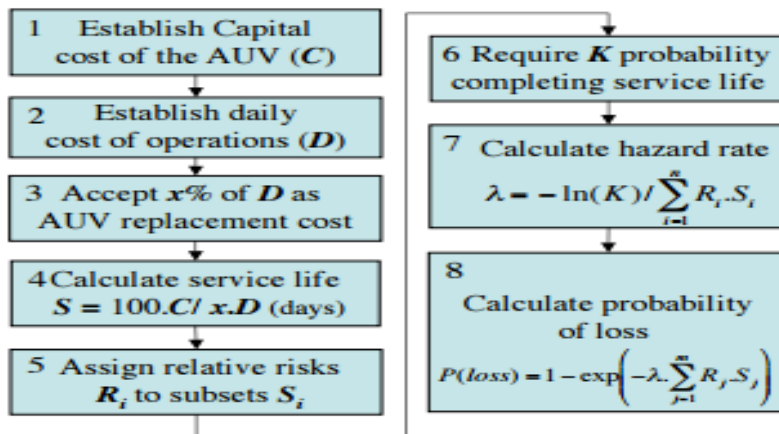 1 Establish Capital
cost of the AUV (C)
2 Establish daily
cost of operations (D)
3 Accept x% of D as
AUV replacement cost
4 Calculate service life
S = 100.C/ x.D (days)
5 Assign relative risks
Rᵢ to subsets Sᵢ
6 Require K probability
completing service life
7 Calculate hazard rate
λ = − ln(K) / ∑ᵢ₌₁ⁿ Rᵢ.Sᵢ
8
Calculate probability
of loss
P(loss) = 1 − exp(−λ. ∑ⱼ₌₁ᵐ Rⱼ.Sⱼ)